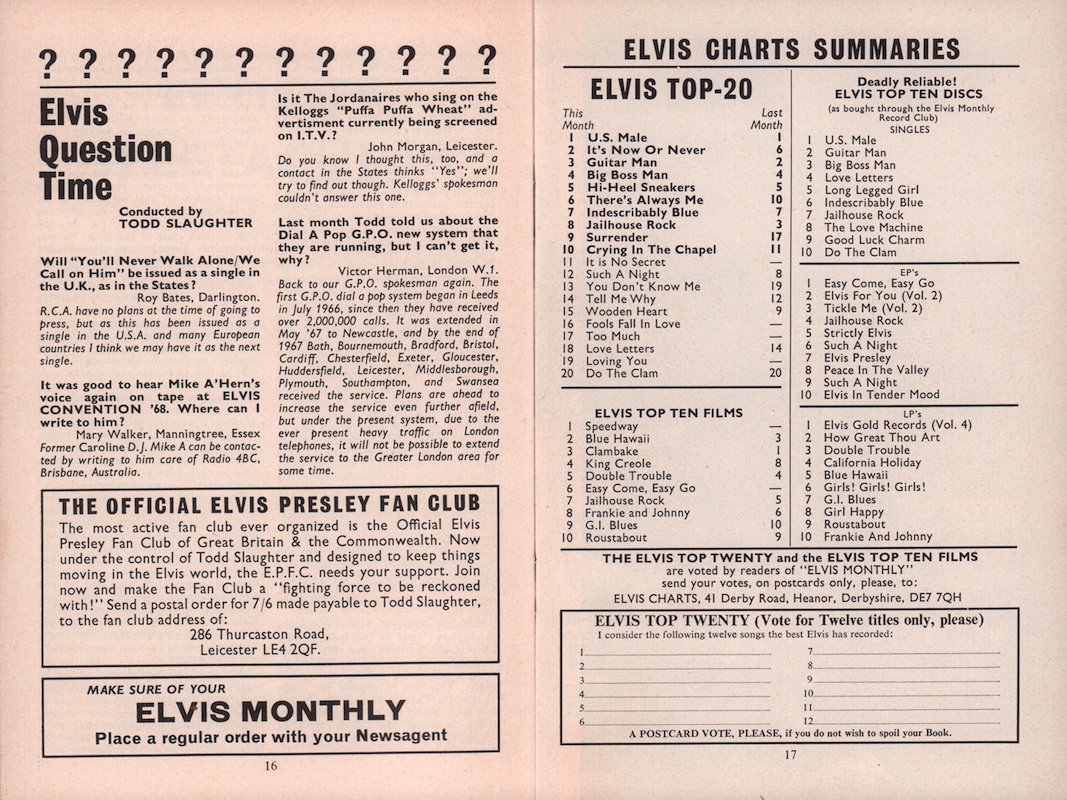 ? ? ? ? ? ? ? ? ? ? ? ?
Elvis
Question
Time
Conducted by
TODD SLAUGHTER
Will "You'll Never Walk Alone/We
Call on Him" be issued as a single in
the U.K., as in the States?
Roy Bates, Darlington.
R.C.A. have no plans at the time of going to
press, but as this has been issued as a
single in the U.S.A. and many European
countries I think we may have it as the next
single.
It was good to hear Mike A'Hern's
voice again on tape at ELVIS
CONVENTION '68. Where can I
write to him?
Mary Walker, Manningtree, Essex
Former Caroline D.J. Mike A can be contac-
ted by writing to him care of Radio 4BC,
Brisbane, Australia.
Is it The Jordanaires who sing on the
Kelloggs "Puffa Puffa Wheat" ad-
vertisment currently being screened
on I.T.V.?
John Morgan, Leicester.
Do you know I thought this, too, and a
contact in the States thinks "Yes"; we'll
try to find out though. Kelloggs' spokesman
couldn't answer this one.
Last month Todd told us about the
Dial A Pop G.P.O. new system that
they are running, but I can't get it,
why?
Victor Herman, London W.1.
Back to our G.P.O. spokesman again. The
first G.P.O. dial a pop system began in Leeds
in July 1966, since then they have received
over 2,000,000 calls. It was extended in
May '67 to Newcastle, and by the end of
1967 Bath, Bournemouth, Bradford, Bristol,
Cardiff, Chesterfield, Exeter, Gloucester,
Huddersfield, Leicester, Middlesborough,
Plymouth, Southampton, and Swansea
received the service. Plans are ahead to
increase the service even further afield,
but under the present system, due to the
ever present heavy traffic on London
telephones, it will not be possible to extend
the service to the Greater London area for
some time.
THE OFFICIAL ELVIS PRESLEY FAN CLUB
The most active fan club ever organized is the Official Elvis
Presley Fan Club of Great Britain & the Commonwealth. Now
under the control of Todd Slaughter and designed to keep things
moving in the Elvis world, the E.P.F.C. needs your support. Join
now and make the Fan Club a "fighting force to be reckoned
with!" Send a postal order for 7/6 made payable to Todd Slaughter,
to the fan club address of:
286 Thurcaston Road,
Leicester LE4 2QF.
MAKE SURE OF YOUR
ELVIS MONTHLY
Place a regular order with your Newsagent
16
ELVIS CHARTS SUMMARIES
ELVIS TOP-20
This Last
Month Month
1 U.S. Male 1
2 It's Now Or Never 6
3 Guitar Man 2
4 Big Boss Man 4
5 Hi-Heel Sneakers 5
6 There's Always Me 10
7 Indescribably Blue 7
8 Jailhouse Rock 3
9 Surrender 17
10 Crying In The Chapel 11
11 It is No Secret —
12 Such A Night 8
13 You Don't Know Me 19
14 Tell Me Why 12
15 Wooden Heart 9
16 Fools Fall In Love —
17 Too Much —
18 Love Letters 14
19 Loving You —
20 Do The Clam 20
ELVIS TOP TEN FILMS
1 Speedway —
2 Blue Hawaii 3
3 Clambake 1
4 King Creole 8
5 Double Trouble 4
6 Easy Come, Easy Go —
7 Jailhouse Rock 5
8 Frankie and Johnny 6
9 G.I. Blues 10
10 Roustabout 9
Deadly Reliable!
ELVIS TOP TEN DISCS
(as bought through the Elvis Monthly
Record Club)
SINGLES
1 U.S. Male
2 Guitar Man
3 Big Boss Man
4 Love Letters
5 Long Legged Girl
6 Indescribably Blue
7 Jailhouse Rock
8 The Love Machine
9 Good Luck Charm
10 Do The Clam
EP's
1 Easy Come, Easy Go
2 Elvis For You (Vol. 2)
3 Tickle Me (Vol. 2)
4 Jailhouse Rock
5 Strictly Elvis
6 Such A Night
7 Elvis Presley
8 Peace In The Valley
9 Such A Night
10 Elvis In Tender Mood
LP's
1 Elvis Gold Records (Vol. 4)
2 How Great Thou Art
3 Double Trouble
4 California Holiday
5 Blue Hawaii
6 Girls! Girls! Girls!
7 G.I. Blues
8 Girl Happy
9 Roustabout
10 Frankie And Johnny
THE ELVIS TOP TWENTY and the ELVIS TOP TEN FILMS
are voted by readers of "ELVIS MONTHLY"
send your votes, on postcards only, please, to:
ELVIS CHARTS, 41 Derby Road, Heanor, Derbyshire, DE7 7QH
ELVIS TOP TWENTY (Vote for Twelve titles only, please)
I consider the following twelve songs the best Elvis has recorded:
1 7
2 8
3 9
4 10
5 11
6 12
A POSTCARD VOTE, PLEASE, if you do not wish to spoil your Book.
17